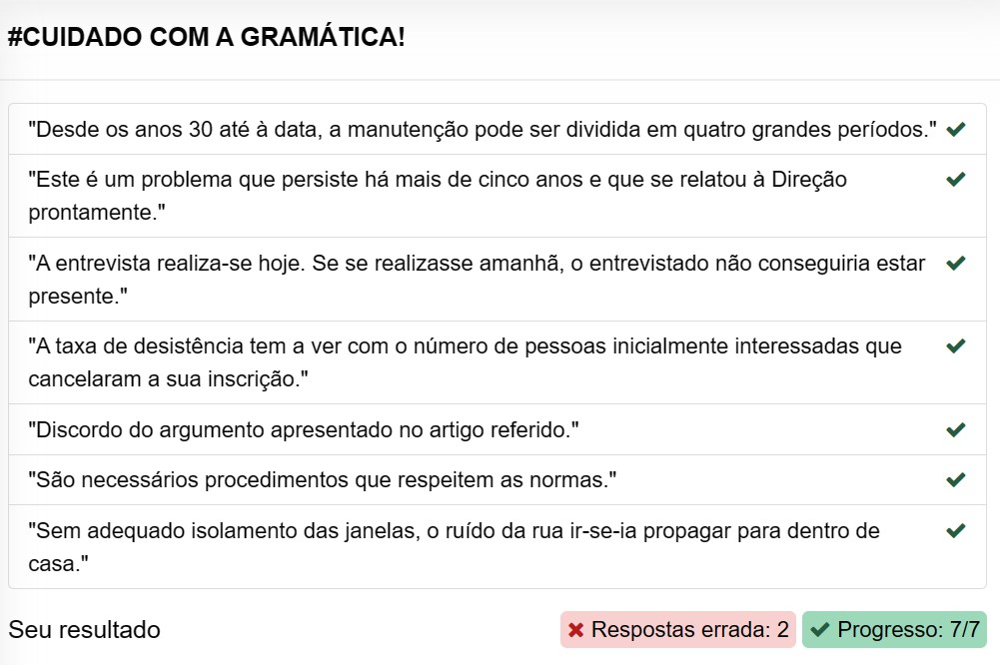 #CUIDADO COM A GRAMÁTICA!
"Desde os anos 30 até à data, a manutenção pode ser dividida em quatro grandes períodos."
"Este é um problema que persiste há mais de cinco anos e que se relatou à Direção
prontamente."
"A entrevista realiza-se hoje. Se se realizasse amanhã, o entrevistado não conseguiria estar
presente."
"A taxa de desistência tem a ver com o número de pessoas inicialmente interessadas que
cancelaram a sua inscrição."
"Discordo do argumento apresentado no artigo referido."
"São necessários procedimentos que respeitem as normas."
"Sem adequado isolamento das janelas, o ruído da rua ir-se-ia propagar para dentro de
casa."
Seu resultado
Respostas errada: 2
Progresso: 7/7